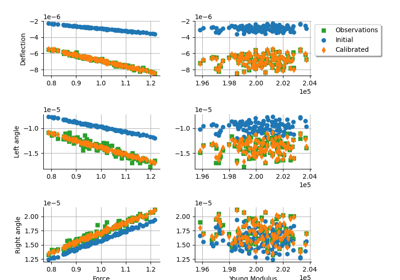 1e−6
1e−6
−2
−4
−6
−8
Deflection
0.8 0.9 1.0 1.1 1.2
−2
−4
−6
−8
1.96 1.98 2.00 2.02 2.04
1e5
Observations
Initial
Calibrated
1e−5
1e−5
−1.0
−1.5
Left angle
0.8 0.9 1.0 1.1 1.2
−1.0
−1.5
1.96 1.98 2.00 2.02 2.04
1e5
1e−5
1e−5
2.00
1.75
1.50
1.25
Right angle
0.8 0.9 1.0 1.1 1.2
Force
2.00
1.75
1.50
1.25
1.96 1.98 2.00 2.02 2.04
1e5
Young Modulus